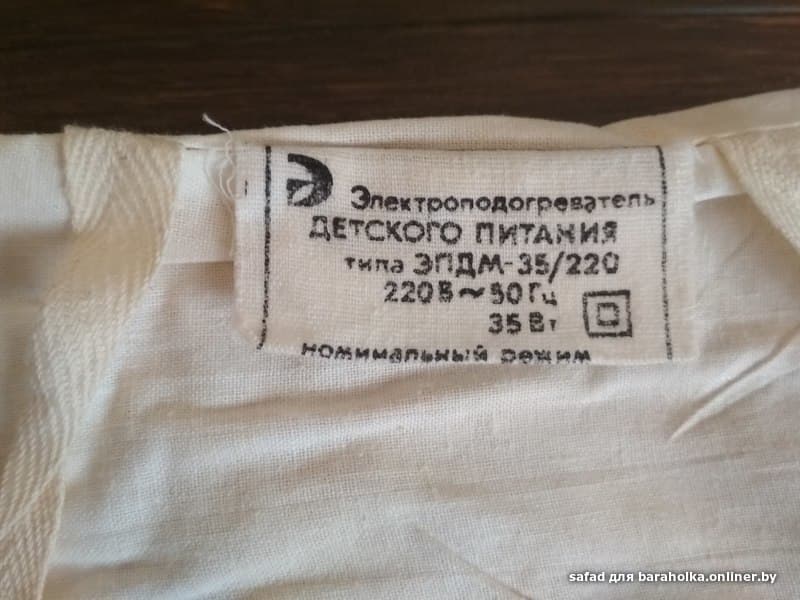 Электроподогреватель
ДЕТСКОГО ПИТАНИЯ
типа ЭПДМ-35/220
220В~50Гц
35Вт
номинальный режим
safad для baraholka.onliner.by